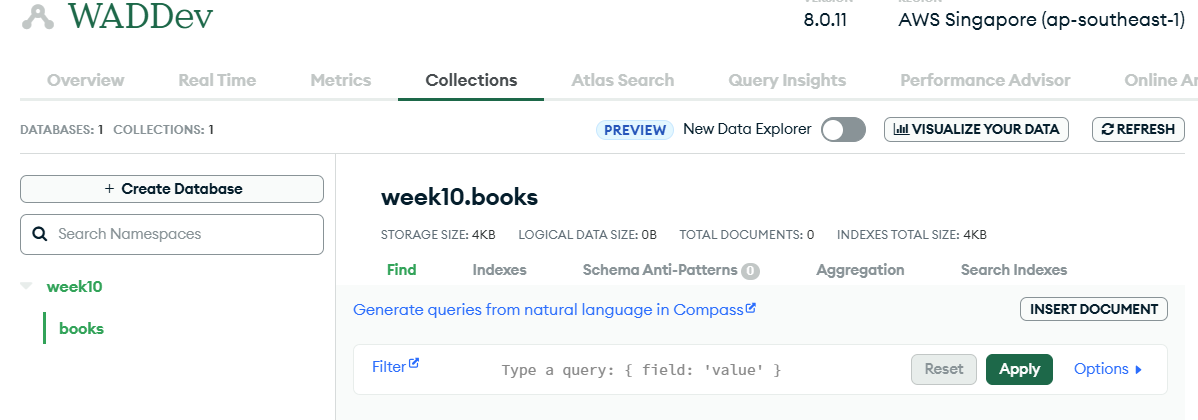 WADDev
VERSION REGION
8.0.11 AWS Singapore (ap-southeast-1)
Overview Real Time Metrics Collections Atlas Search Query Insights Performance Advisor Online Ar
DATABASES: 1 COLLECTIONS: 1 PREVIEW New Data Explorer VISUALIZE YOUR DATA REFRESH
+ Create Database
Search Namespaces
week10
books
week10.books
STORAGE SIZE: 4KB LOGICAL DATA SIZE: 0B TOTAL DOCUMENTS: 0 INDEXES TOTAL SIZE: 4KB
Find Indexes Schema Anti-Patterns 0 Aggregation Search Indexes
Generate queries from natural language in Compass INSERT DOCUMENT
Filter Type a query: { field: 'value' } Reset Apply Options